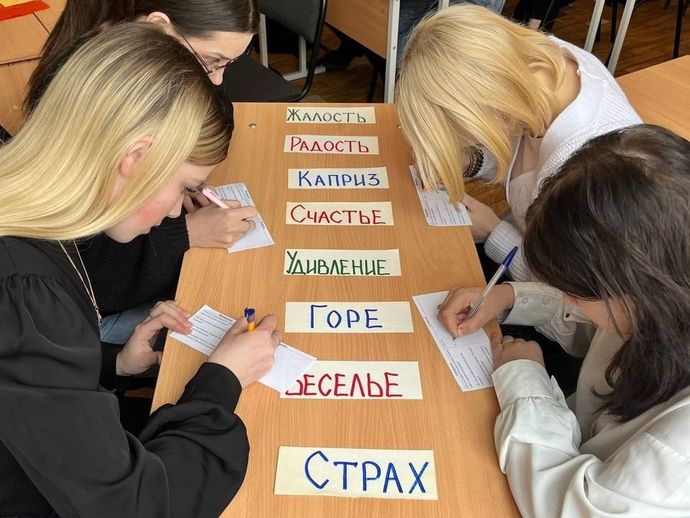 Жалость
Радость
Каприз
Счастье
Удивление
Горе
Веселье
Страх